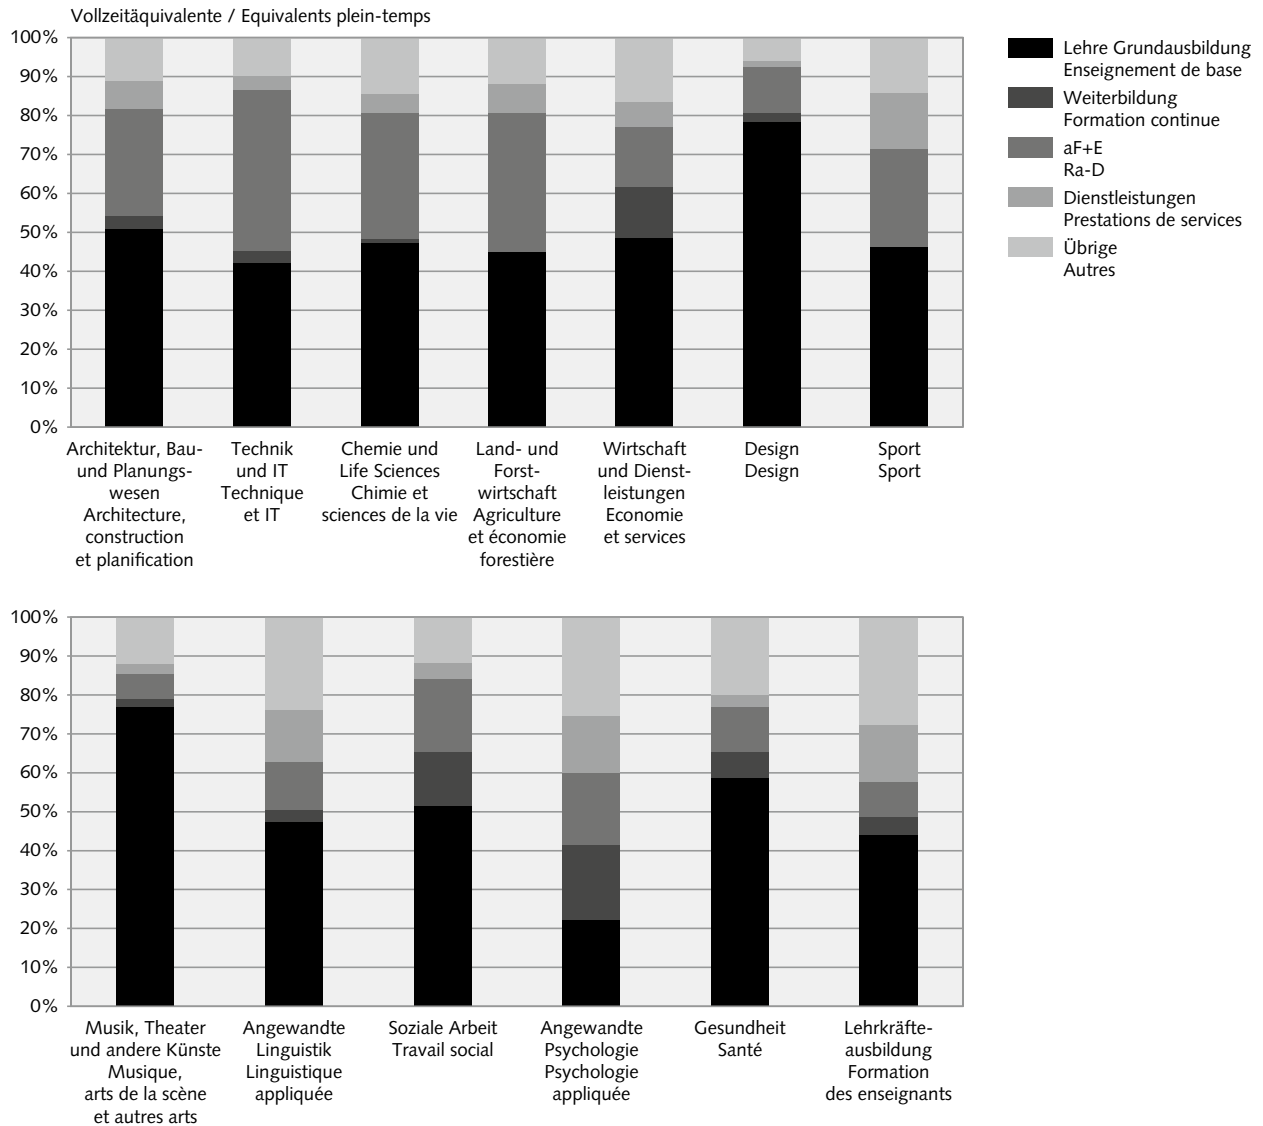 Vollzeitäquivalente / Equivalents plein-temps
100%
90%
80%
70%
60%
50%
40%
30%
20%
10%
0%
Architektur, Bau-
und Planungs-
wesen
Architecture,
construction
et planification
Technik
und IT
Technique
et IT
Chemie und
Life Sciences
Chimie et
sciences de la vie
Land- und
Forst-
wirtschaft
Agriculture
et économie
forestière
Wirtschaft
und Dienst-
leistungen
Economie
et services
Design
Design
Sport
Sport
Lehre Grundausbildung
Enseignement de base
Weiterbildung
Formation continue
aF+E
Ra-D
Dienstleistungen
Prestations de services
Übrige
Autres
100%
90%
80%
70%
60%
50%
40%
30%
20%
10%
0%
Musik, Theater
und andere Künste
Musique,
arts de la scène
et autres arts
Angewandte
Linguistik
Linguistique
appliquée
Soziale Arbeit
Travail social
Angewandte
Psychologie
Psychologie
appliquée
Gesundheit
Santé
Lehrkräfte-
ausbildung
Formation
des enseignants